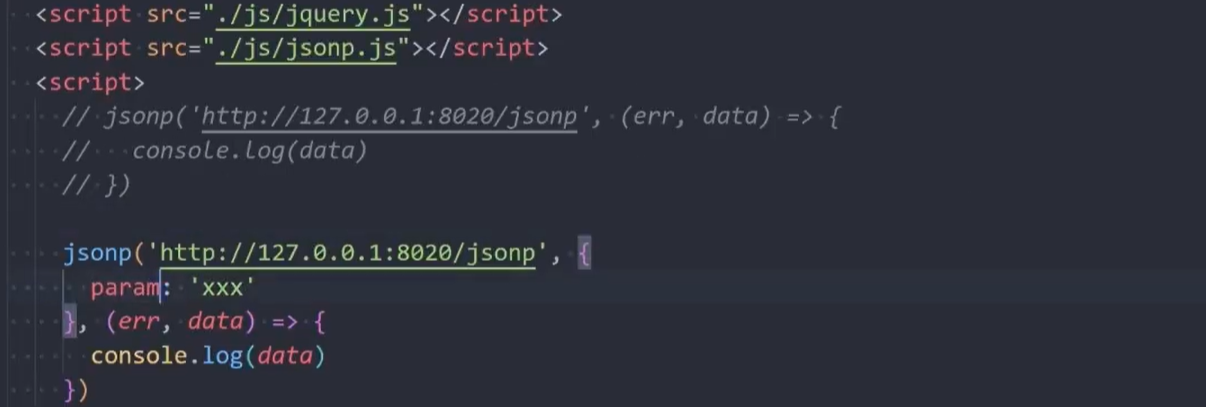 <script src="./js/jquery.js"></script>
<script src="./js/jsonp.js"></script>
<script>
// jsonp('http://127.0.0.1:8020/jsonp', (err, data) => {
//   console.log(data)
// })
jsonp('http://127.0.0.1:8020/jsonp', {
param: 'xxx'
}, (err, data) => {
console.log(data)
})